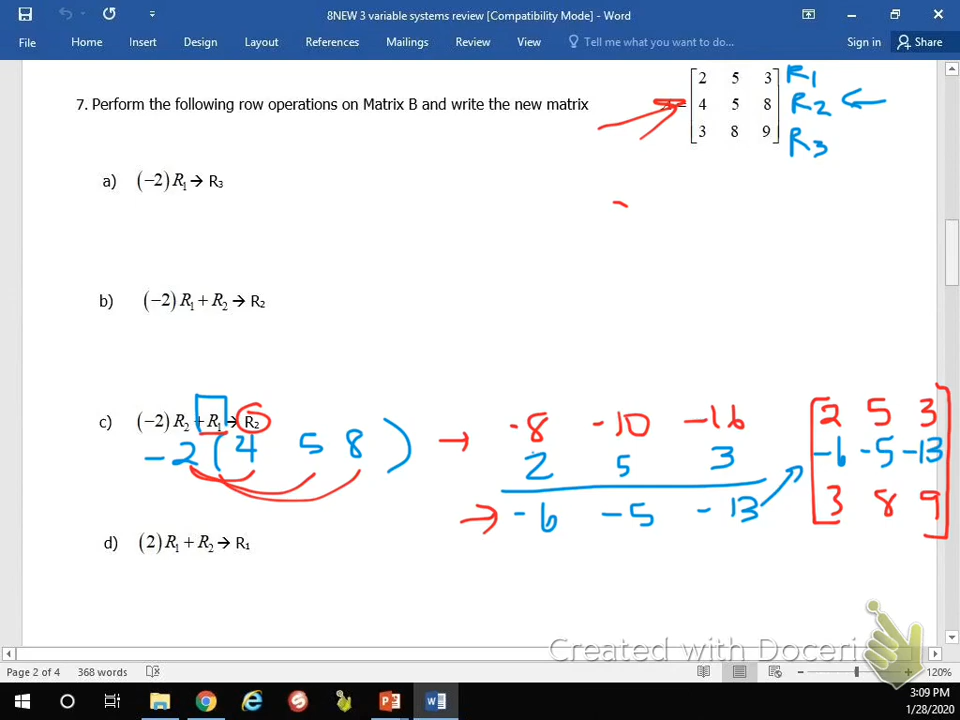 8NEW 3 variable systems review [Compatibility Mode] - Word
File Home Insert Design Layout References Mailings Review View Tell me what you want to do... Sign in Share
2 5 3 R1
7. Perform the following row operations on Matrix B and write the new matrix 4 5 8 R2
3 8 9 R3
a) (−2) R1 → R3
b) (−2) R1 + R2 → R2
c) (−2) R2 + R1 → R2
-2 (4 5 8)
-8 -10 -16
2 5 3
-6 -5 -13
2 5 3
-6 -5 -13
3 8 9
d) (2) R1 + R2 → R1
Created with Doceri
Page 2 of 4 368 words 120%
3:09 PM
1/28/2020